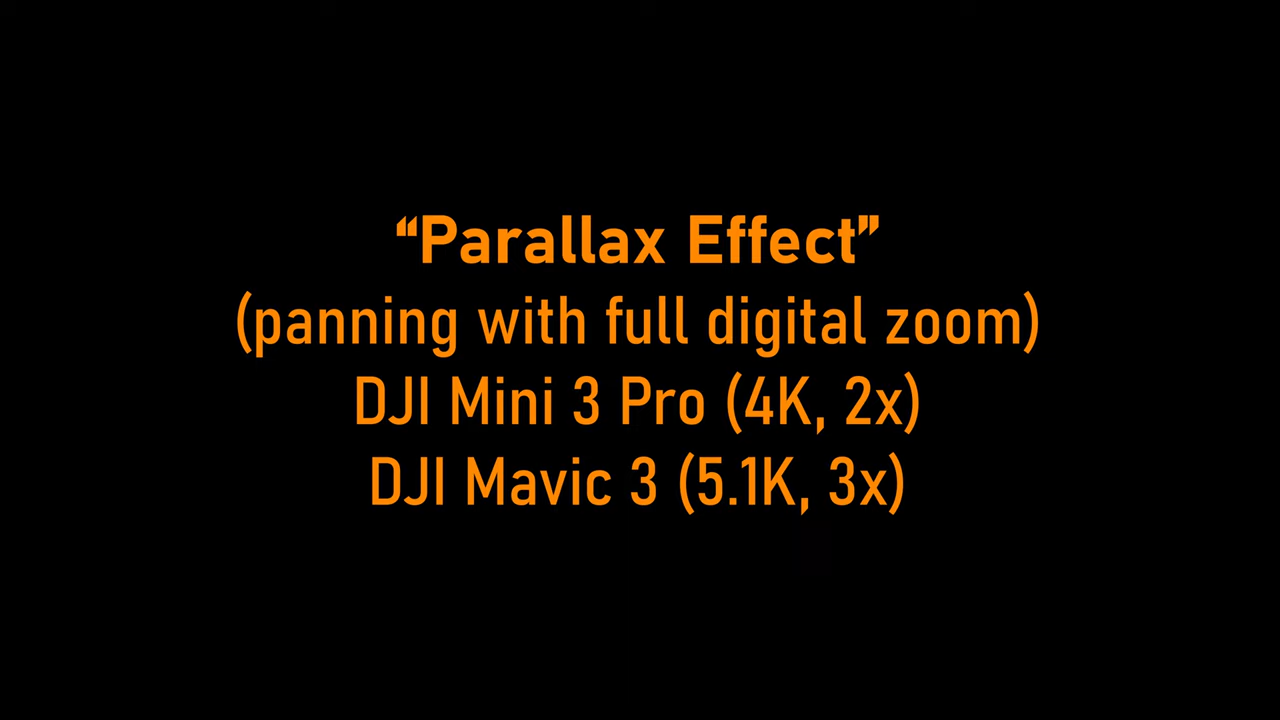 “Parallax Effect”
(panning with full digital zoom)
DJI Mini 3 Pro (4K, 2x)
DJI Mavic 3 (5.1K, 3x)